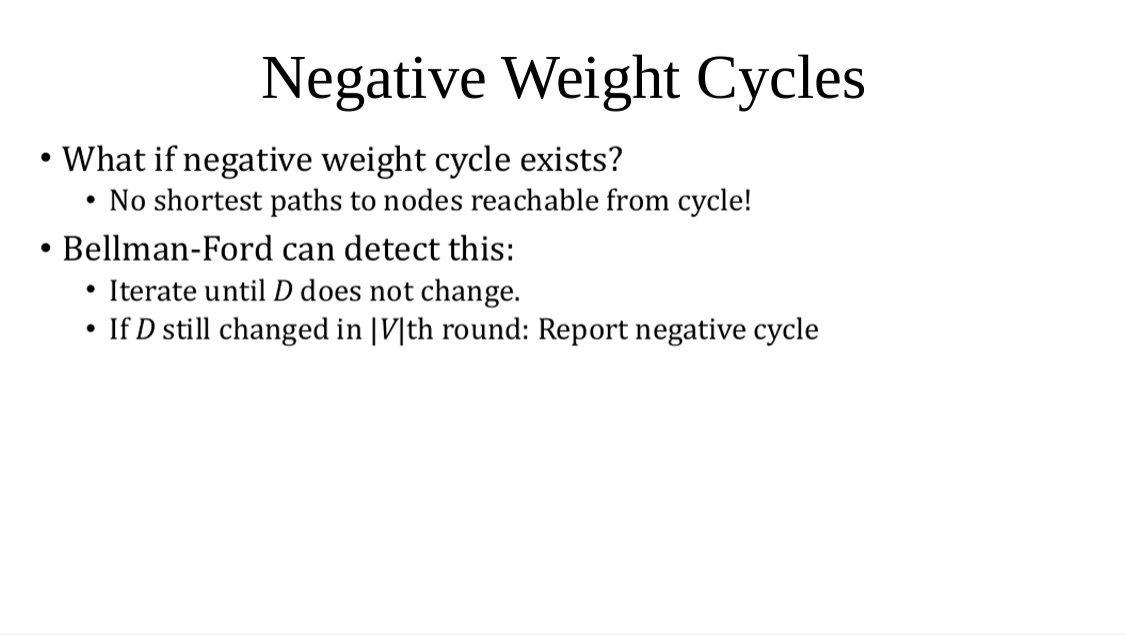 Negative Weight Cycles
• What if negative weight cycle exists?
• No shortest paths to nodes reachable from cycle!
• Bellman-Ford can detect this:
• Iterate until D does not change.
• If D still changed in |V|th round: Report negative cycle